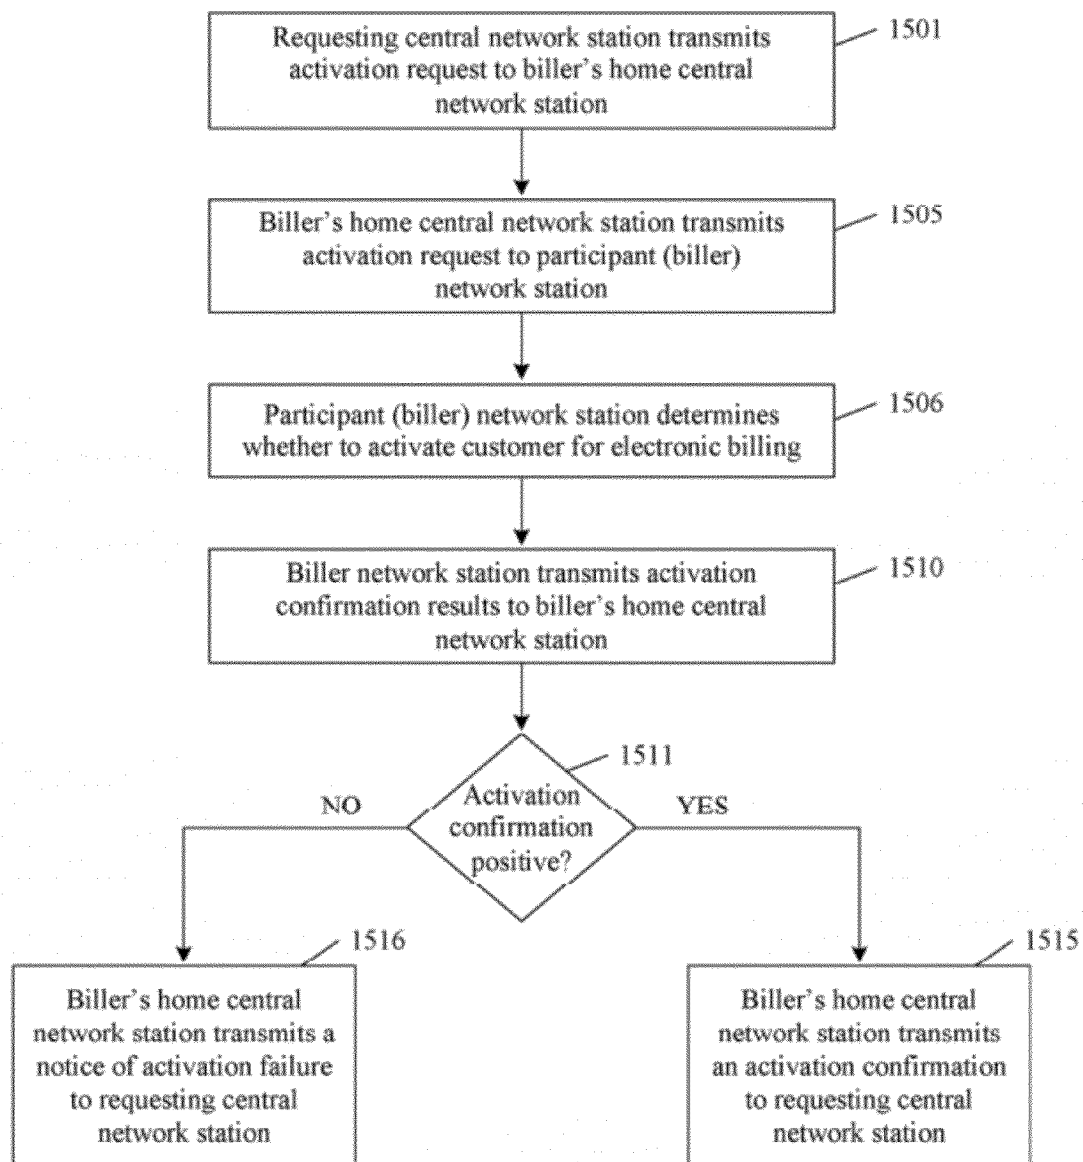 Requesting central network station transmits
activation request to biller's home central
network station
1501
Biller's home central network station transmits
activation request to participant (biller)
network station
1505
Participant (biller) network station determines
whether to activate customer for electronic billing
1506
Biller network station transmits activation
confirmation results to biller's home central
network station
1510
1511
Activation
confirmation
positive?
NO
YES
1516
Biller's home central
network station transmits a
notice of activation failure
to requesting central
network station
1515
Biller's home central
network station transmits
an activation confirmation
to requesting central
network station